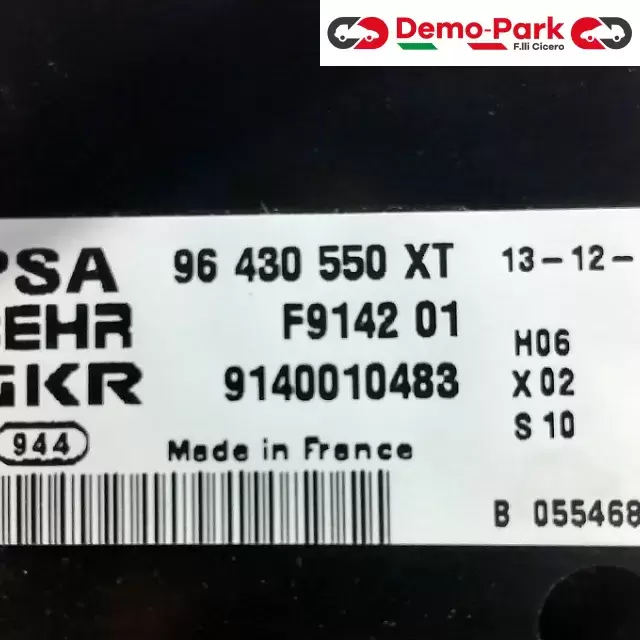 Demo-Park
F.lli Cicero
PSA 96 430 550 XT 13-12-
BEHR F9142 01 H06
GKR 9140010483 X 02
944 Made in France S 10
B 055468